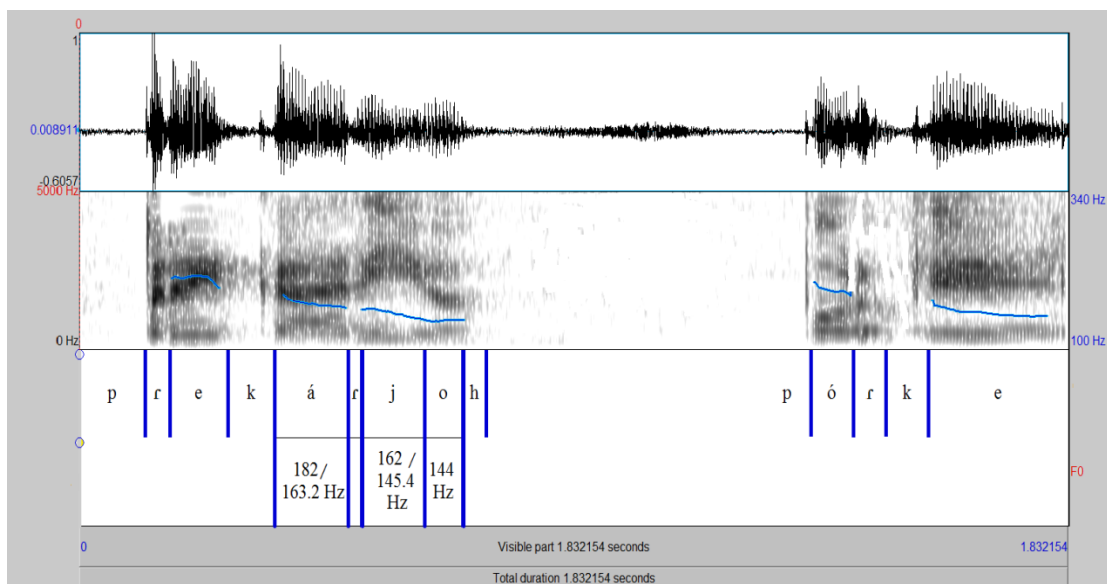 0
1
0.008911
-0.6057
5000 Hz 340 Hz
0 Hz 100 Hz
p ɾ e k á ɾ j o h p ó ɾ k e
182 / 163.2 Hz
162 / 145.4 Hz
144 Hz
F0
0 Visible part 1.832154 seconds 1.832154
Total duration 1.832154 seconds